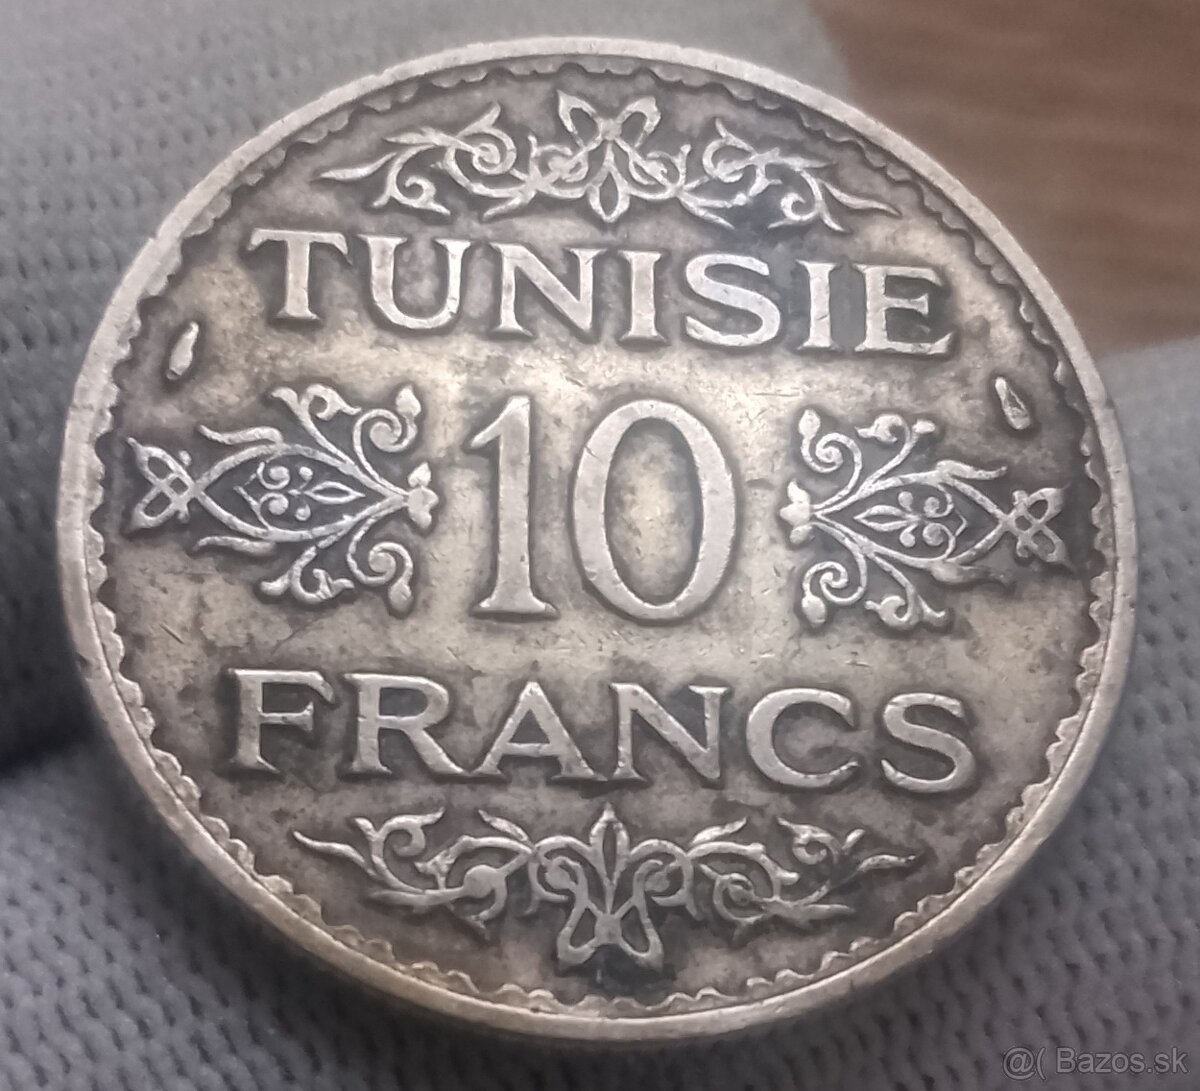 TUNISIE
10
FRANCS
@( Bazos.sk